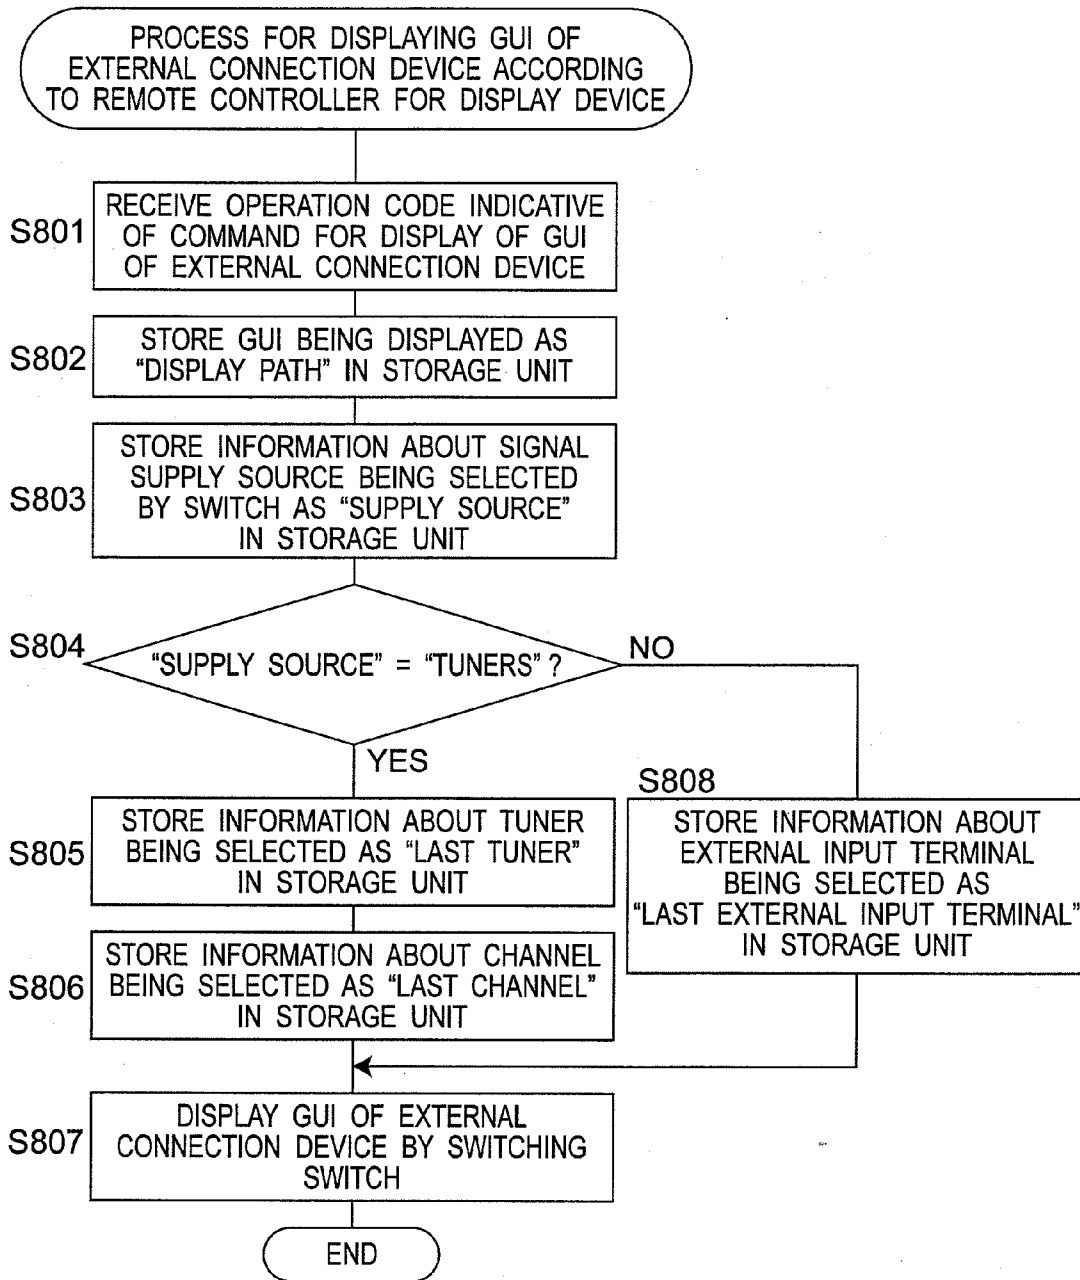 PROCESS FOR DISPLAYING GUI OF
EXTERNAL CONNECTION DEVICE ACCORDING
TO REMOTE CONTROLLER FOR DISPLAY DEVICE
S801
RECEIVE OPERATION CODE INDICATIVE
OF COMMAND FOR DISPLAY OF GUI
OF EXTERNAL CONNECTION DEVICE
S802
STORE GUI BEING DISPLAYED AS
“DISPLAY PATH” IN STORAGE UNIT
S803
STORE INFORMATION ABOUT SIGNAL
SUPPLY SOURCE BEING SELECTED
BY SWITCH AS “SUPPLY SOURCE”
IN STORAGE UNIT
S804
“SUPPLY SOURCE” = “TUNERS” ?
NO
YES
S805
STORE INFORMATION ABOUT TUNER
BEING SELECTED AS “LAST TUNER”
IN STORAGE UNIT
S808
STORE INFORMATION ABOUT
EXTERNAL INPUT TERMINAL
BEING SELECTED AS
“LAST EXTERNAL INPUT TERMINAL”
IN STORAGE UNIT
S806
STORE INFORMATION ABOUT CHANNEL
BEING SELECTED AS “LAST CHANNEL”
IN STORAGE UNIT
S807
DISPLAY GUI OF EXTERNAL
CONNECTION DEVICE BY SWITCHING
SWITCH
END